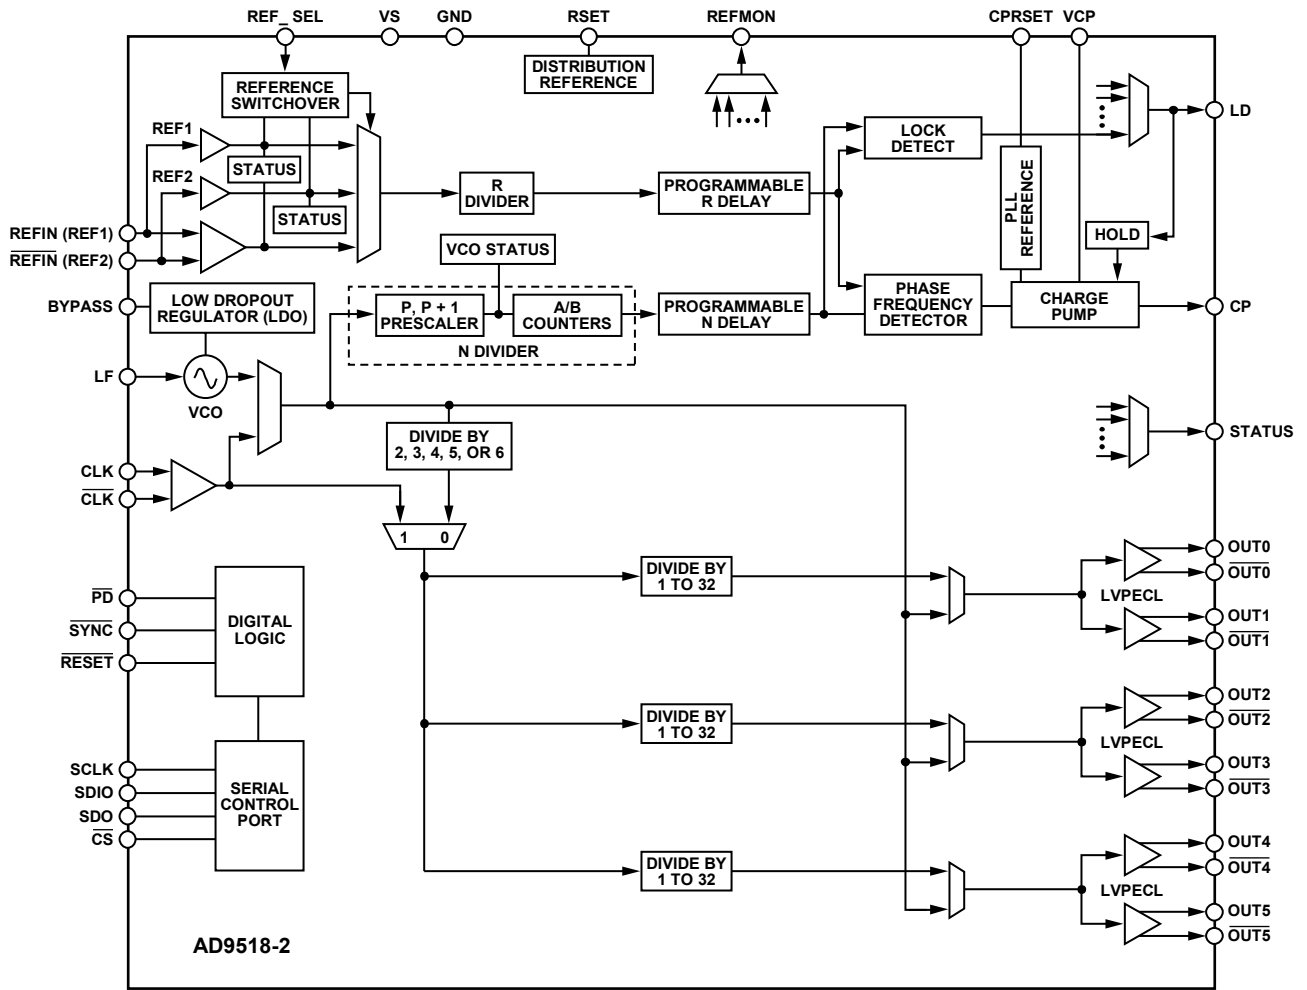 REF_ SEL
VS
GND
RSET
REFMON
CPRSET
VCP
DISTRIBUTION
REFERENCE
REFERENCE
SWITCHOVER
REF1
STATUS
REF2
STATUS
REFIN (REF1)
REFIN (REF2)
BYPASS
LF
CLK
CLK
R
DIVIDER
PROGRAMMABLE
R DELAY
LOCK
DETECT
PLL
REFERENCE
LD
HOLD
VCO STATUS
LOW DROPOUT
REGULATOR (LDO)
P, P + 1
PRESCALER
A/B
COUNTERS
N DIVIDER
PROGRAMMABLE
N DELAY
PHASE
FREQUENCY
DETECTOR
CHARGE
PUMP
CP
VCO
STATUS
DIVIDE BY
2, 3, 4, 5, OR 6
1 0
DIVIDE BY
1 TO 32
LVPECL
OUT0
OUT0
OUT1
OUT1
PD
SYNC
RESET
DIGITAL
LOGIC
DIVIDE BY
1 TO 32
LVPECL
OUT2
OUT2
OUT3
OUT3
SCLK
SDIO
SDO
CS
SERIAL
CONTROL
PORT
DIVIDE BY
1 TO 32
LVPECL
OUT4
OUT4
OUT5
OUT5
AD9518-2